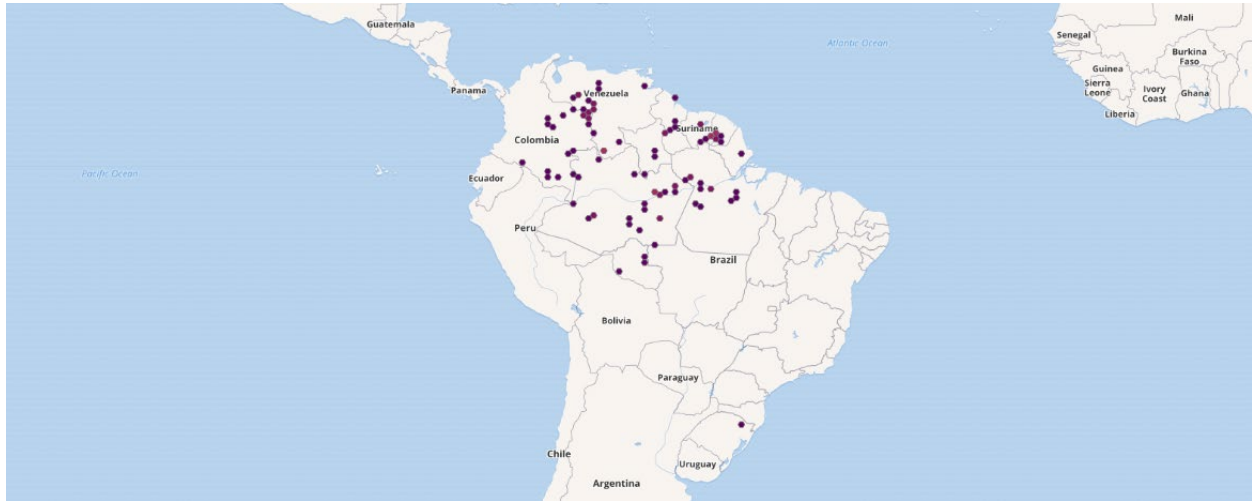 Guatemala
Mali
Senegal
Atlantic Ocean
Burkina
Faso
Guinea
Sierra
Leone
Ivory
Coast
Ghana
Panama
Venezuela
Liberia
Suriname
Colombia
Pacific Ocean
Ecuador
Peru
Brazil
Bolivia
Paraguay
Chile
Uruguay
Argentina